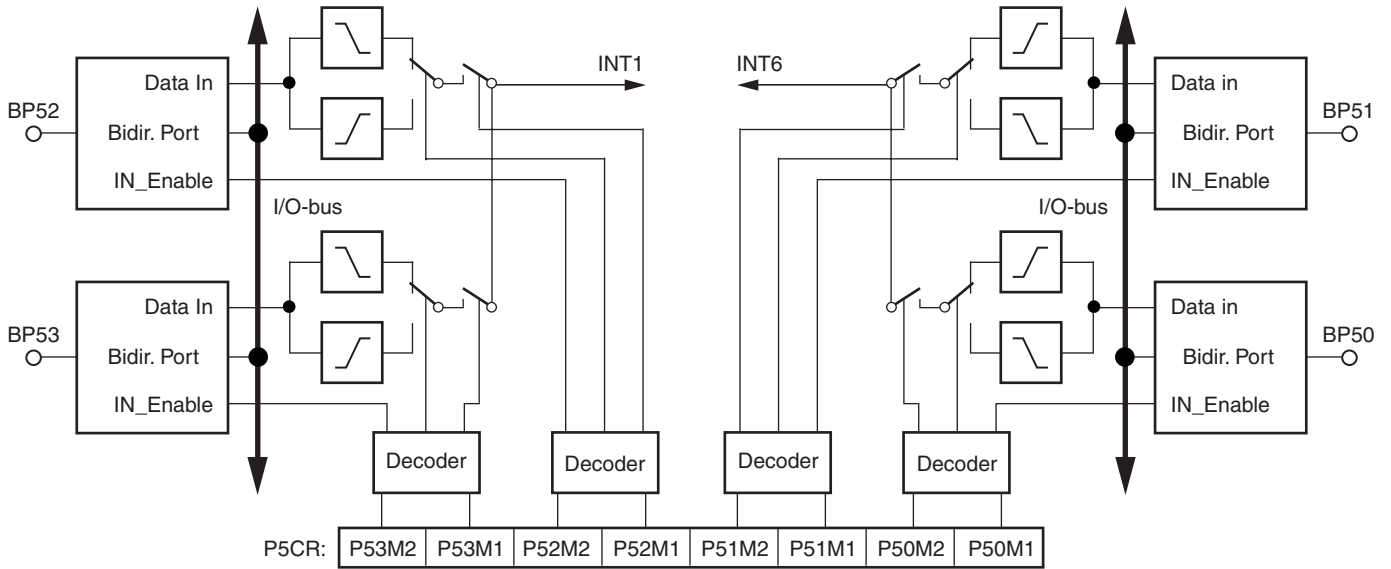 INT1
INT6
BP52
Data In
Bidir. Port
IN_Enable
I/O-bus
BP53
Data In
Bidir. Port
IN_Enable
Data in
Bidir. Port
IN_Enable
BP51
I/O-bus
Data in
Bidir. Port
IN_Enable
BP50
Decoder
Decoder
Decoder
Decoder
P5CR: P53M2 P53M1 P52M2 P52M1 P51M2 P51M1 P50M2 P50M1